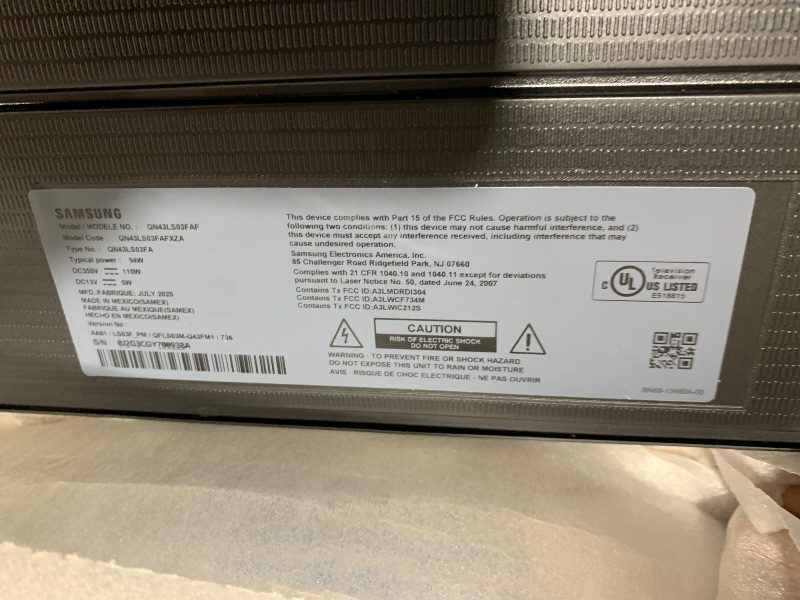 SAMSUNG
Model / MODELE NO. : QN43LS03FAF
Model Code : QN43LS03FAFXZA
Type No. : QN43LS03FA
Typical power : 94W
DC350V 110W
DC13V 5W
MFD./FABRIQUE: JULY 2025
MADE IN MEXICO(SAMEX)
FABRIQUE AU MEXIQUE(SAMEX)
HECHO EN MEXICO(SAMEX)
Version No :
AA01 / LS03F_PM / QFLS03M-Q43FM1 / 736
S/N :
This device complies with Part 15 of the FCC Rules. Operation is subject to the
following two conditions: (1) this device may not cause harmful interference, and (2)
this device must accept any interference received, including interference that may
cause undesired operation.
Samsung Electronics America, Inc.
85 Challenger Road Ridgefield Park, NJ 07660
Complies with 21 CFR 1040.10 and 1040.11 except for deviations
pursuant to Laser Notice No. 50, dated June 24, 2007
Contains Tx FCC ID:A3LMDRDI304
Contains Tx FCC ID:A3LWCF734M
Contains Tx FCC ID:A3LWIC212S
CAUTION
RISK OF ELECTRIC SHOCK
DO NOT OPEN
WARNING : TO PREVENT FIRE OR SHOCK HAZARD
DO NOT EXPOSE THIS UNIT TO RAIN OR MOISTURE
AVIS : RISQUE DE CHOC ELECTRIQUE - NE PAS OUVRIR
C UL US LISTED
Television
Receiver
E518815